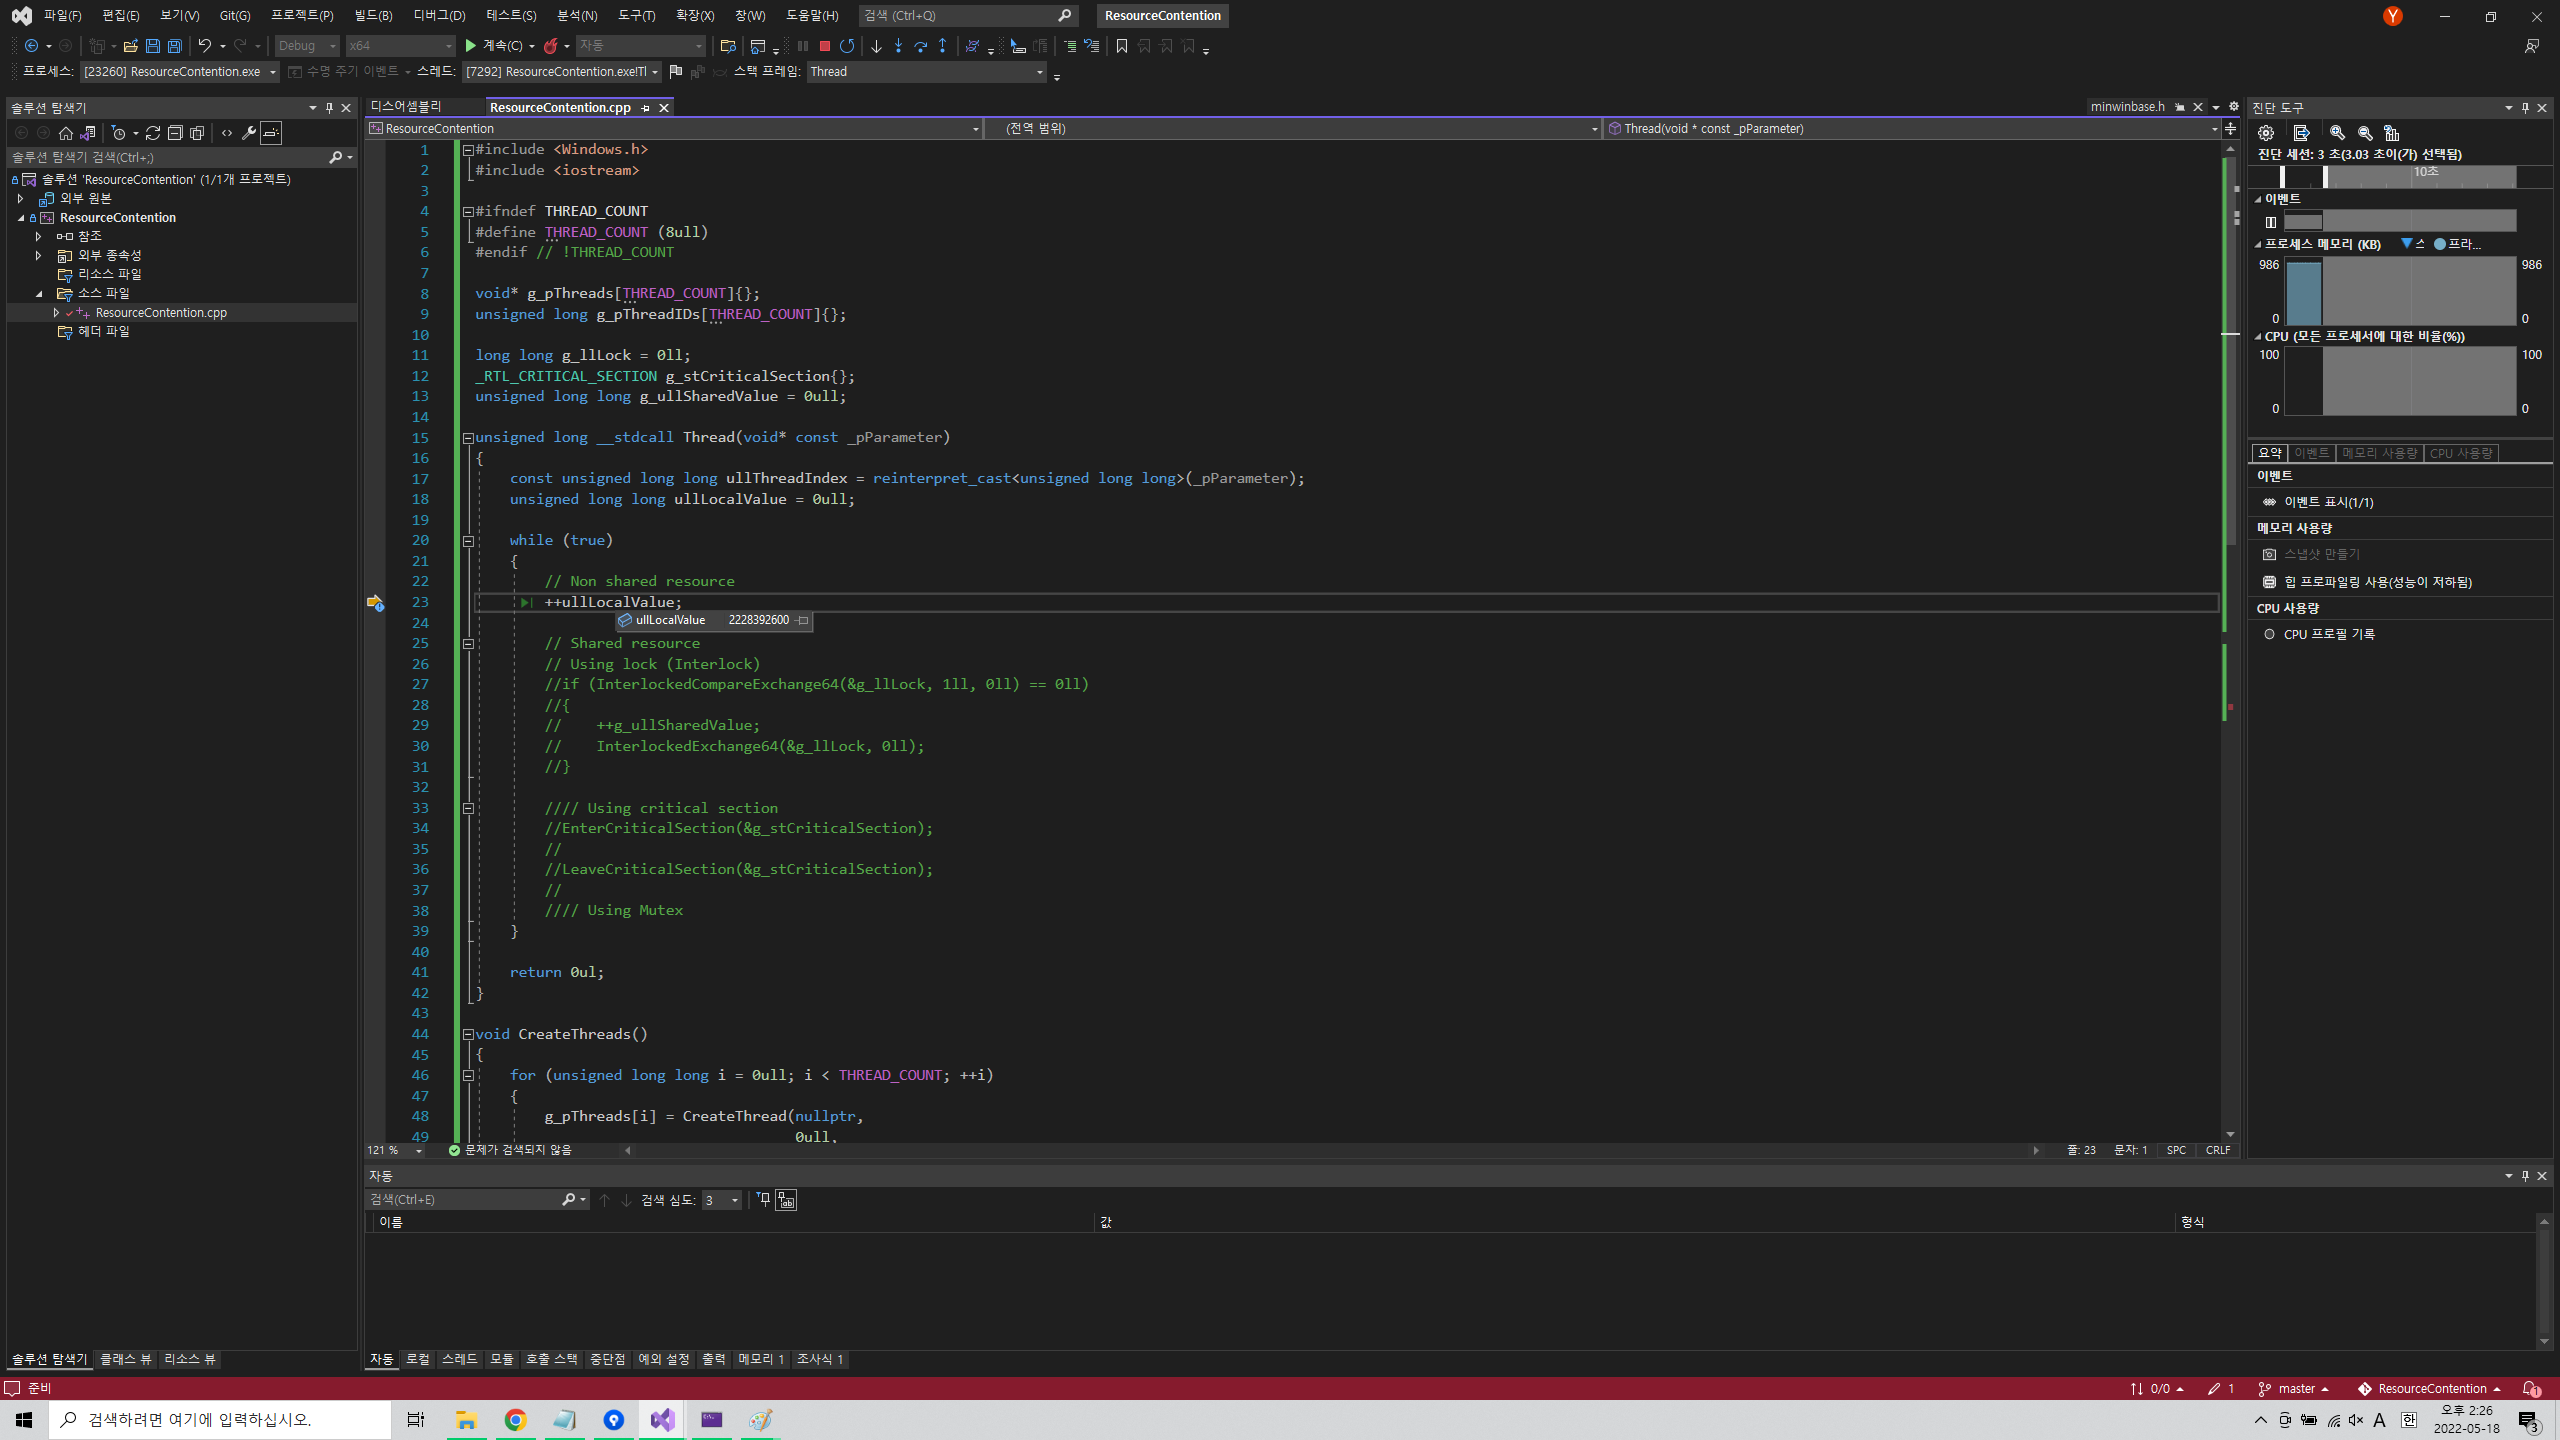 파일(F) 편집(E) 보기(V) Git(G) 프로젝트(P) 빌드(B) 디버그(D) 테스트(S) 분석(N) 도구(T) 확장(X) 창(W) 도움말(H) 검색 (Ctrl+Q) ResourceContention Y
Debug x64 계속(C) 자동
프로세스: [23260] ResourceContention.exe 수명 주기 이벤트 스레드: [7292] ResourceContention.exe!Tl 스택 프레임: Thread
솔루션 탐색기
솔루션 탐색기 검색(Ctrl+;)
솔루션 'ResourceContention' (1/1개 프로젝트)
외부 원본
ResourceContention
참조
외부 종속성
리소스 파일
소스 파일
ResourceContention.cpp
헤더 파일
솔루션 탐색기 클래스 뷰 리소스 뷰
디스어셈블리 ResourceContention.cpp minwinbase.h
ResourceContention (전역 범위) Thread(void * const _pParameter)
1 #include <Windows.h>
2 #include <iostream>
3
4 #ifndef THREAD_COUNT
5 #define THREAD_COUNT (8ull)
6 #endif // !THREAD_COUNT
7
8 void* g_pThreads[THREAD_COUNT]{};
9 unsigned long g_pThreadIDs[THREAD_COUNT]{};
10
11 long long g_llLock = 0ll;
12 _RTL_CRITICAL_SECTION g_stCriticalSection{};
13 unsigned long long g_ullSharedValue = 0ull;
14
15 unsigned long __stdcall Thread(void* const _pParameter)
16 {
17 const unsigned long long ullThreadIndex = reinterpret_cast<unsigned long long>(_pParameter);
18 unsigned long long ullLocalValue = 0ull;
19
20 while (true)
21 {
22 // Non shared resource
23 ++ullLocalValue;
ullLocalValue 2228392600
24
25 // Shared resource
26 // Using lock (Interlock)
27 //if (InterlockedCompareExchange64(&g_llLock, 1ll, 0ll) == 0ll)
28 //{
29 // ++g_ullSharedValue;
30 // InterlockedExchange64(&g_llLock, 0ll);
31 //}
32
33 //// Using critical section
34 //EnterCriticalSection(&g_stCriticalSection);
35 //
36 //LeaveCriticalSection(&g_stCriticalSection);
37 //
38 //// Using Mutex
39 }
40
41 return 0ul;
42 }
43
44 void CreateThreads()
45 {
46 for (unsigned long long i = 0ull; i < THREAD_COUNT; ++i)
47 {
48 g_pThreads[i] = CreateThread(nullptr,
49 0ull,
121 % 문제가 검색되지 않음 줄: 23 문자: 1 SPC CRLF
자동
검색(Ctrl+E) 검색 심도: 3
이름 값 형식
자동 로컬 스레드 모듈 호출 스택 중단점 예외 설정 출력 메모리 1 조사식 1
진단 도구
진단 세션: 3 초(3.03 초이(가) 선택됨)
10초
이벤트
프로세스 메모리 (KB) 스 프라...
986 986
0 0
CPU (모든 프로세서에 대한 비율(%))
100 100
0 0
요약 이벤트 메모리 사용량 CPU 사용량
이벤트
이벤트 표시(1/1)
메모리 사용량
스냅샷 만들기
힙 프로파일링 사용(성능이 저하됨)
CPU 사용량
CPU 프로필 기록
준비 0/0 1 master ResourceContention 1
검색하려면 여기에 입력하십시오. A 한 오후 2:26
2022-05-18 3